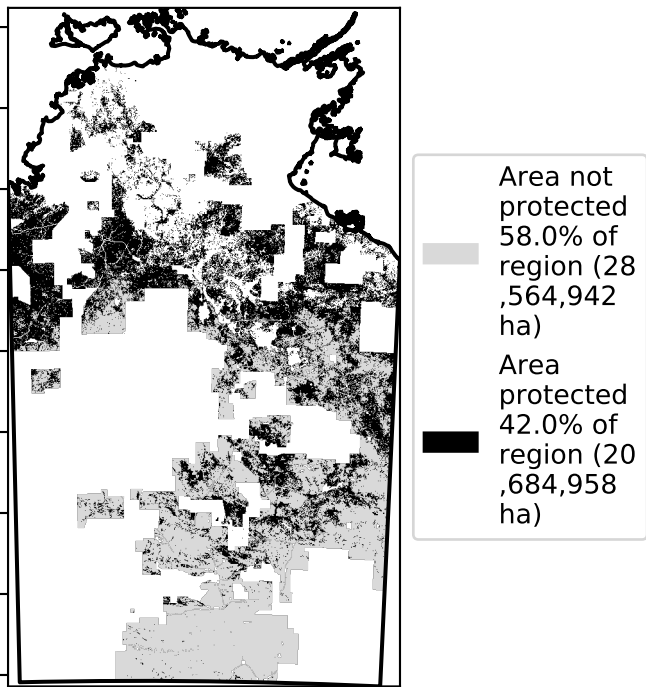 Area not
protected
58.0% of
region (28
,564,942
ha)
Area
protected
42.0% of
region (20
,684,958
ha)